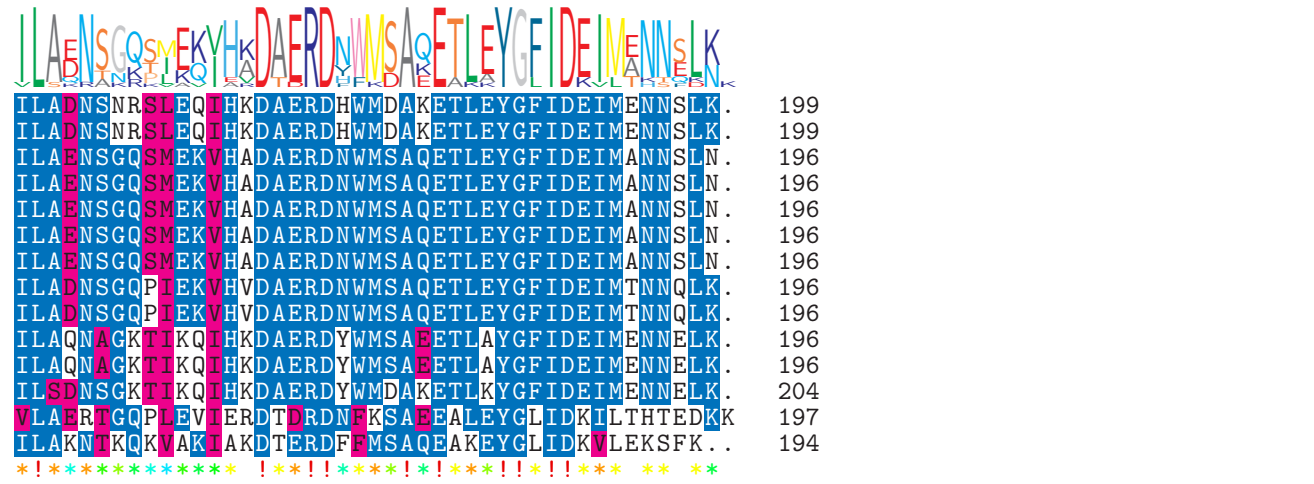 ILADNSNRSLEQIHKDAERDHWMDAKETLEYGFIDEIMENNSLK. 199
ILADNSNRSLEQIHKDAERDHWMDAKETLEYGFIDEIMENNSLK. 199
ILAENSGQSMEKVHADAERDNWMSAQETLEYGFIDEIMANNSLN. 196
ILAENSGQSMEKVHADAERDNWMSAQETLEYGFIDEIMANNSLN. 196
ILAENSGQSMEKVHADAERDNWMSAQETLEYGFIDEIMANNSLN. 196
ILAENSGQSMEKVHADAERDNWMSAQETLEYGFIDEIMANNSLN. 196
ILAENSGQSMEKVHADAERDNWMSAQETLEYGFIDEIMANNSLN. 196
ILADNSGQPIEKVHVDAERDNWMSAQETLEYGFIDEIMTNNQLK. 196
ILADNSGQPIEKVHVDAERDNWMSAQETLEYGFIDEIMTNNQLK. 196
ILAQNAGKTIKQIHKDAERDYWMSAEETLAYGFIDEIMENNELK. 196
ILAQNAGKTIKQIHKDAERDYWMSAEETLAYGFIDEIMENNELK. 196
ILSDNSGKTIKQIHKDAERDYWMDAKETLKYGFIDEIMENNELK. 204
VLAERTGQPLEVIERDTDRDNFKSAEEALEYGLIDKILTHTEDKK 197
ILAKNTKQKVAKIAKDTERDFFMSAQEAKEYGLIDKVLEKSFK.. 194
*!************ !**!!****!*!***!!*!!*** ** **